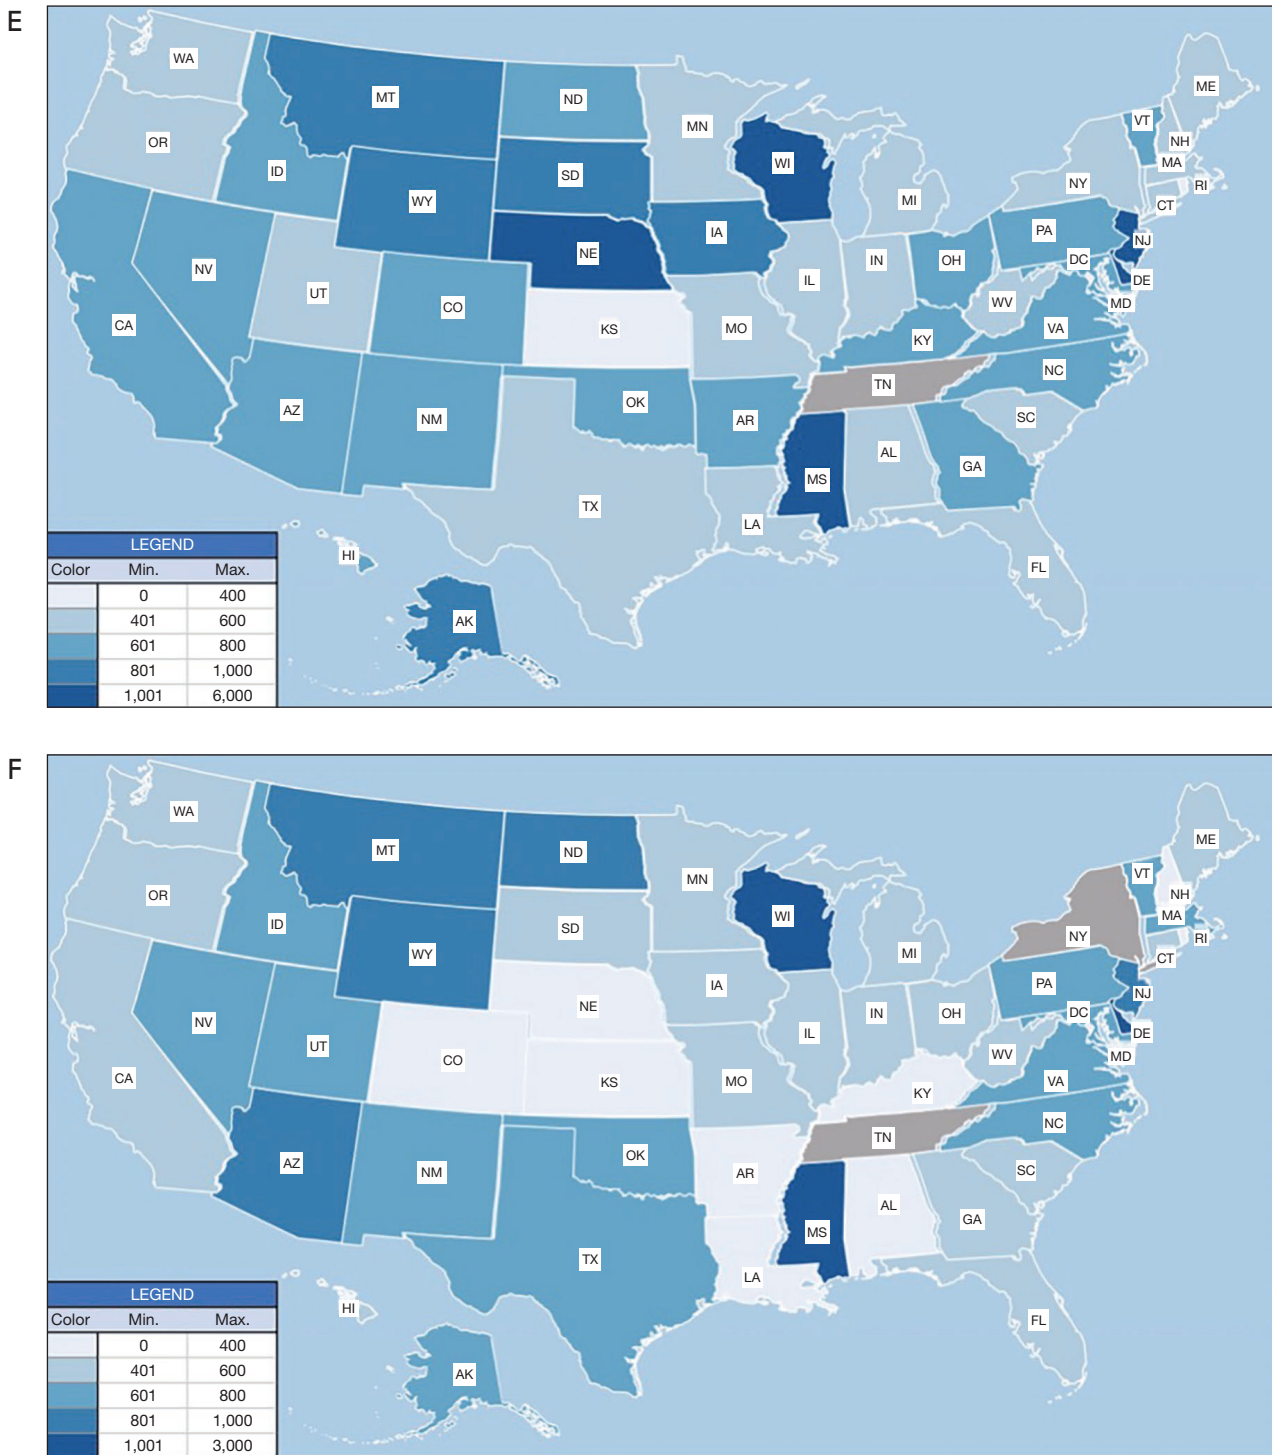 E
WA
MT
ND
MN
ME
OR
ID
SD
WI
VT
NH
MA
WY
MI
NY
RI
CT
NE
IA
PA
NJ
NV
UT
CO
IL
IN
OH
DC
DE
WV
MD
CA
KS
MO
KY
VA
NC
TN
AZ
NM
OK
AR
SC
AL
GA
MS
TX
LA
FL
HI
AK
LEGEND
Color Min. Max.
0 400
401 600
601 800
801 1,000
1,001 6,000
F
WA
MT
ND
MN
ME
OR
ID
SD
WI
VT
NH
MA
WY
MI
NY
RI
CT
NE
IA
PA
NJ
NV
UT
CO
IL
IN
OH
DC
DE
WV
MD
CA
KS
MO
KY
VA
NC
TN
AZ
NM
OK
AR
SC
AL
GA
MS
TX
LA
FL
HI
AK
LEGEND
Color Min. Max.
0 400
401 600
601 800
801 1,000
1,001 3,000